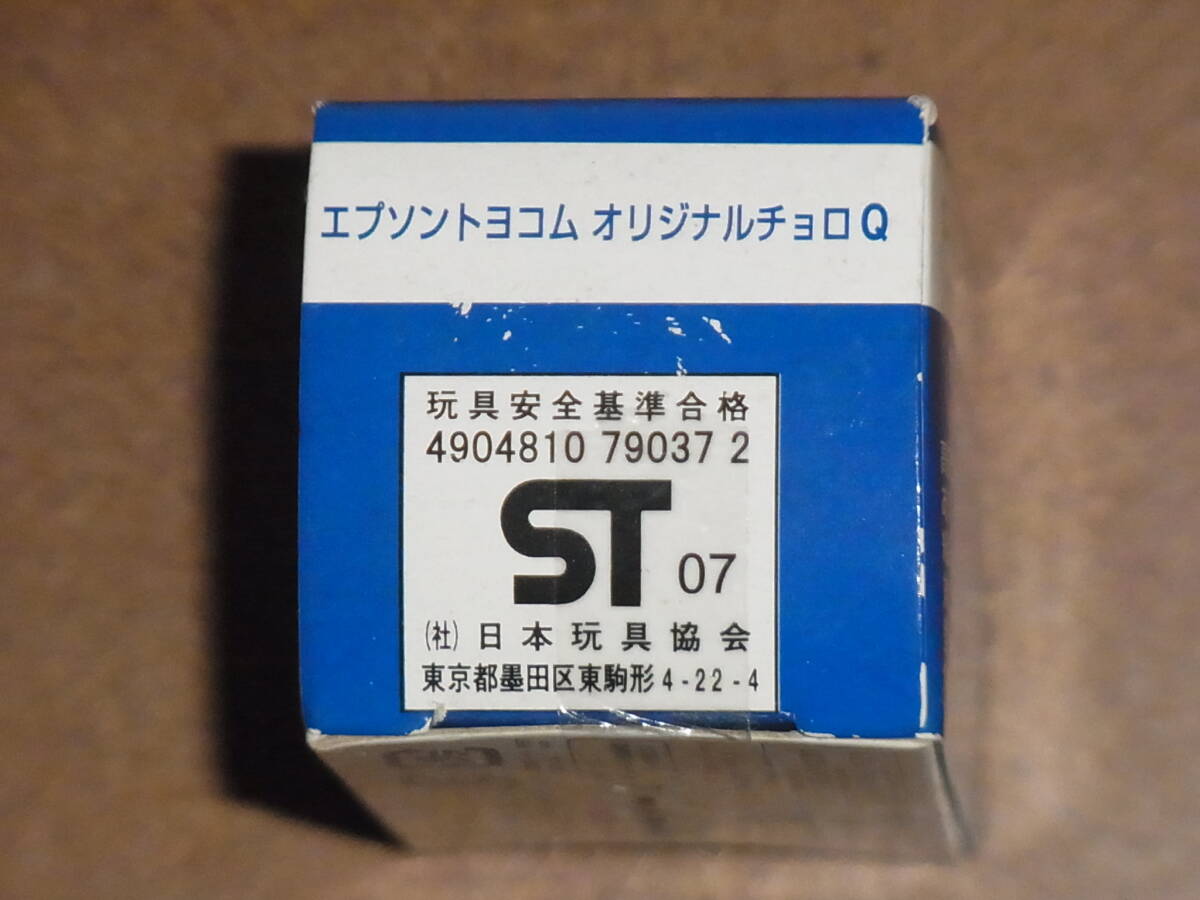 エプソントヨコム オリジナルチョロQ
玩具安全基準合格
4904810 79037 2
ST 07
(社) 日本玩具協会
東京都墨田区東駒形 4-22-4